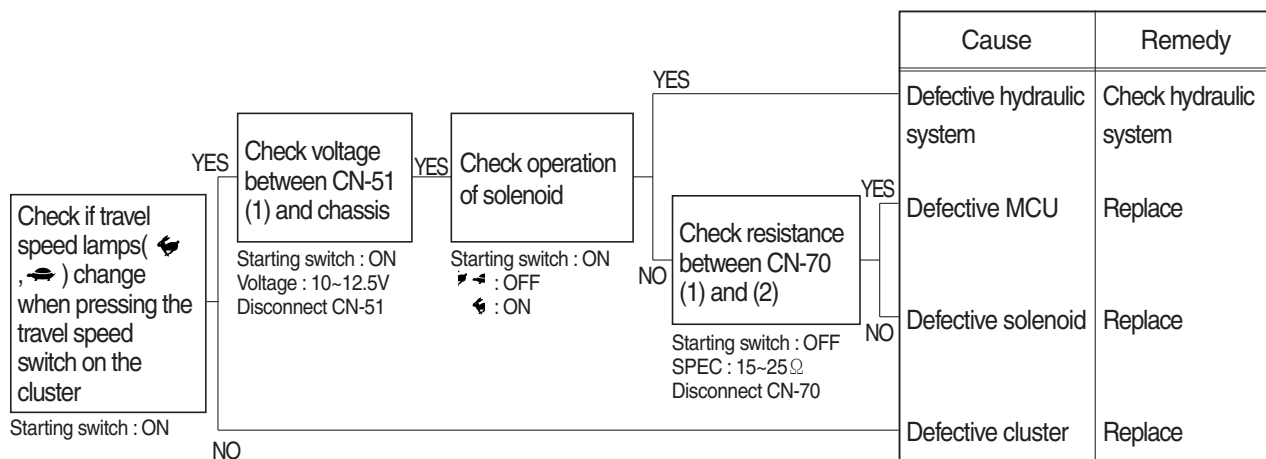 Check if travel
speed lamps(
, ) change
when pressing the
travel speed
switch on the
cluster
Starting switch : ON
YES
NO
Check voltage
between CN-51
(1) and chassis
Starting switch : ON
Voltage : 10~12.5V
Disconnect CN-51
YES
Check operation
of solenoid
Starting switch : ON
: OFF
: ON
YES
NO
Check resistance
between CN-70
(1) and (2)
Starting switch : OFF
SPEC : 15~25Ω
Disconnect CN-70
YES
NO
Cause
Remedy
Defective hydraulic
system
Check hydraulic
system
Defective MCU
Replace
Defective solenoid
Replace
Defective cluster
Replace